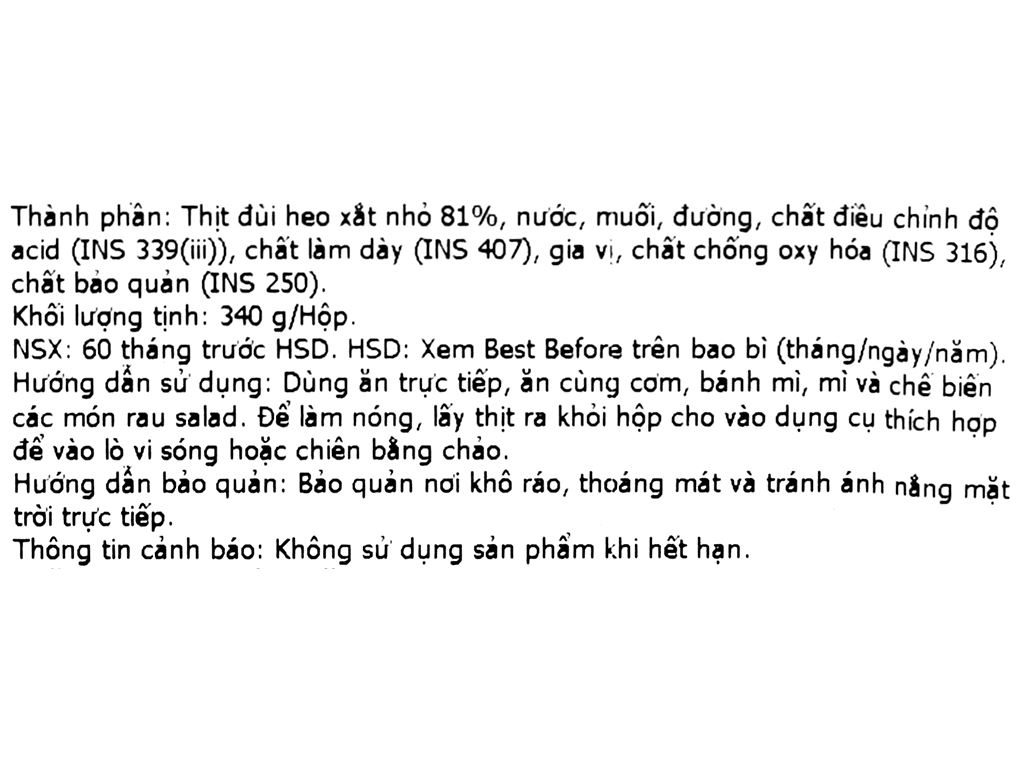 Thành phần: Thịt đùi heo xắt nhỏ 81%, nước, muối, đường, chất điều chỉnh độ
acid (INS 339(iii)), chất làm dày (INS 407), gia vị, chất chống oxy hóa (INS 316),
chất bảo quản (INS 250).
Khối lượng tịnh: 340 g/Hộp.
NSX: 60 tháng trước HSD. HSD: Xem Best Before trên bao bì (tháng/ngày/năm).
Hướng dẫn sử dụng: Dùng ăn trực tiếp, ăn cùng cơm, bánh mì, mì và chế biến
các món rau salad. Để làm nóng, lấy thịt ra khỏi hộp cho vào dụng cụ thích hợp
để vào lò vi sóng hoặc chiên bằng chảo.
Hướng dẫn bảo quản: Bảo quản nơi khô ráo, thoáng mát và tránh ánh nắng mặt
trời trực tiếp.
Thông tin cảnh báo: Không sử dụng sản phẩm khi hết hạn.